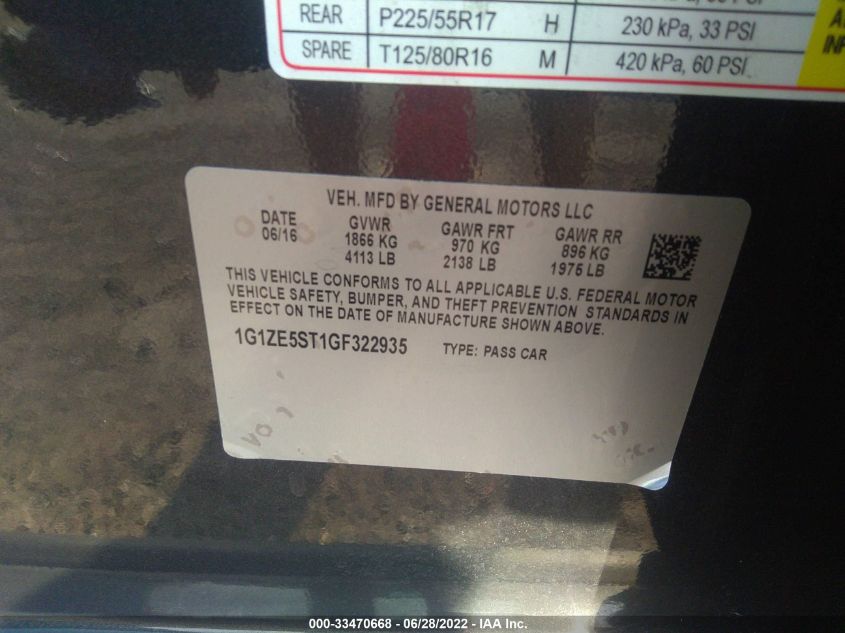 REAR P225/55R17 H 230 kPa, 33 PSI
SPARE T125/80R16 M 420 kPa, 60 PSI
VEH. MFD BY GENERAL MOTORS LLC
DATE GVWR GAWR FRT GAWR RR
06/16 1866 KG 970 KG 896 KG
4113 LB 2138 LB 1975 LB
THIS VEHICLE CONFORMS TO ALL APPLICABLE U.S. FEDERAL MOTOR
VEHICLE SAFETY, BUMPER, AND THEFT PREVENTION STANDARDS IN
EFFECT ON THE DATE OF MANUFACTURE SHOWN ABOVE.
1G1ZE5ST1GF322935 TYPE: PASS CAR
000-33470668 - 06/28/2022 - IAA Inc.